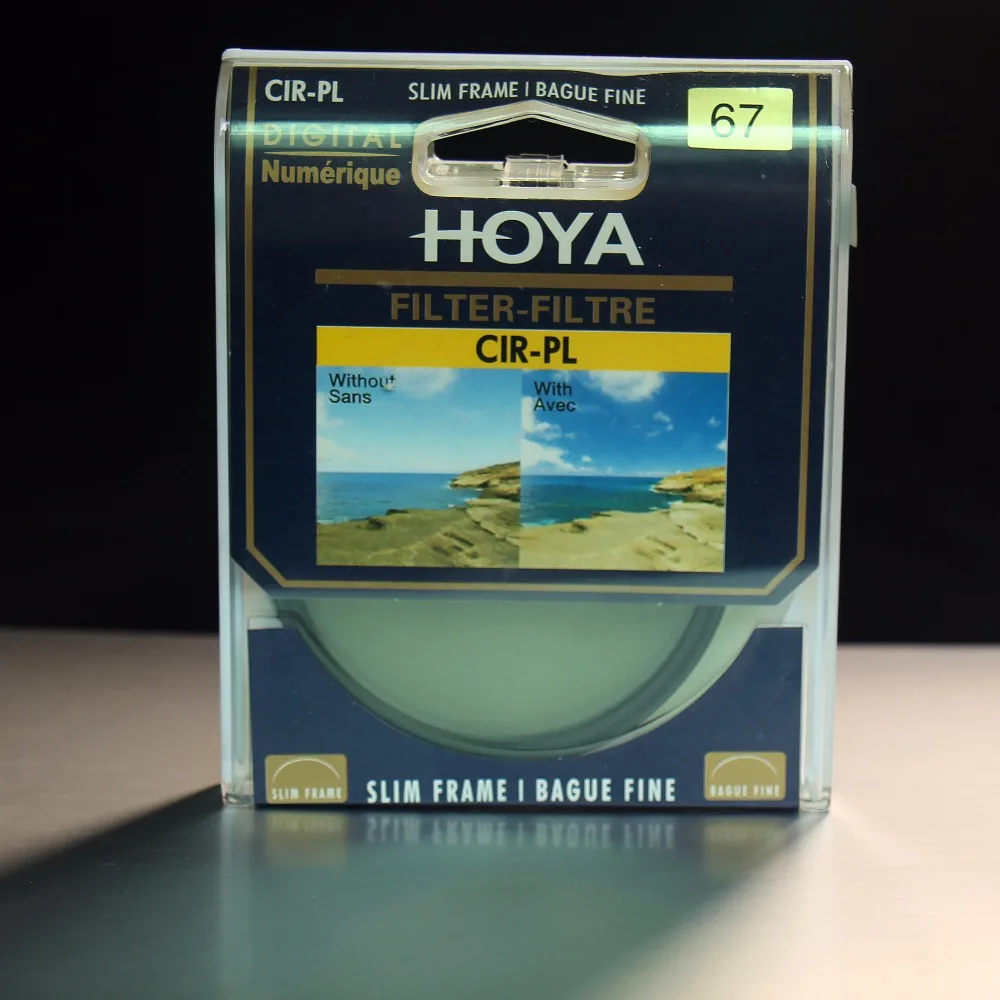 CIR-PL
SLIM FRAME | BAGUE FINE
67
DIGITAL
Numérique
HOYA
FILTER-FILTRE
CIR-PL
Without
Sans
With
Avec
SLIM FRAME
SLIM FRAME | BAGUE FINE
BAGUE FINE